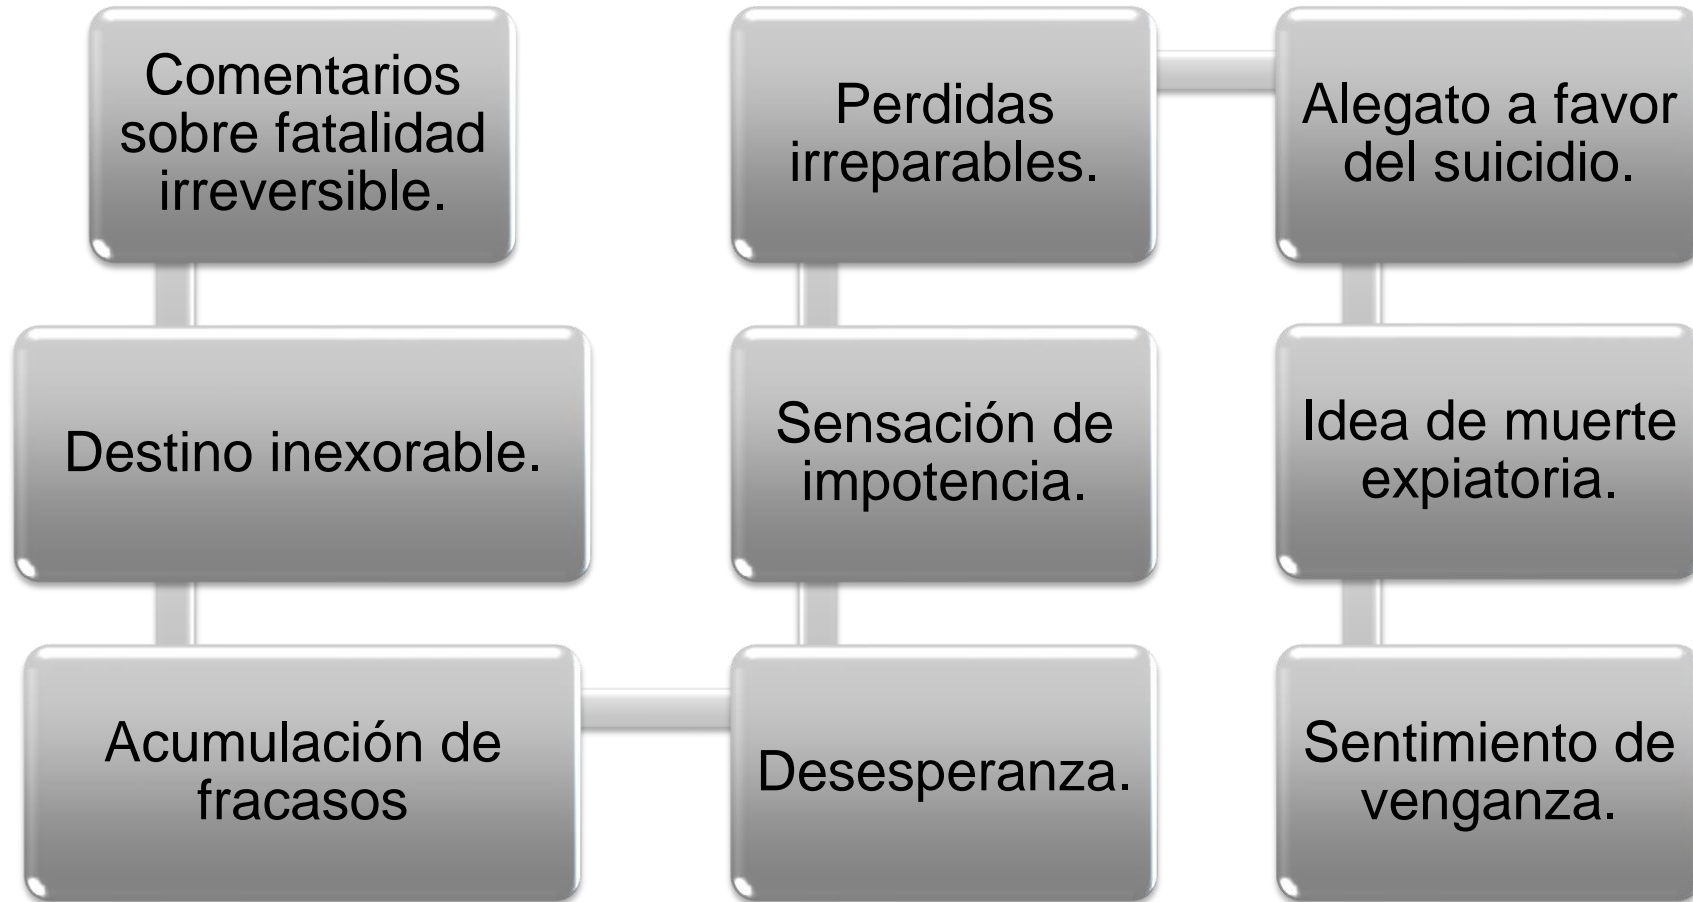 Comentarios
sobre fatalidad
irreversible.
Destino inexorable.
Acumulación de
fracasos
Desesperanza.
Sensación de
impotencia.
Perdidas
irreparables.
Alegato a favor
del suicidio.
Idea de muerte
expiatoria.
Sentimiento de
venganza.